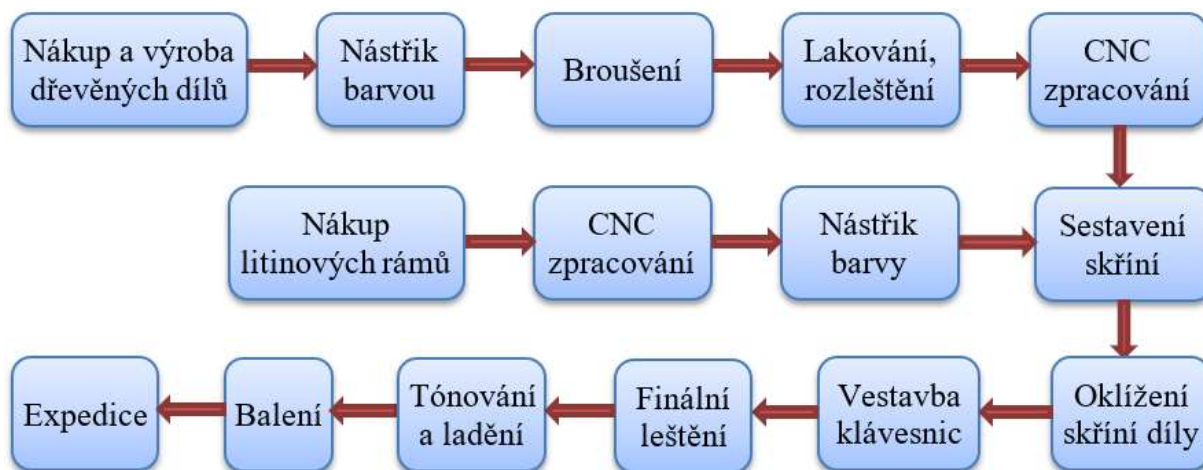 Nákup a výroba
dřevěných dílů
Nástřik
barvou
Broušení
Lakování,
rozleštění
CNC
zpracování
Nákup
litinových rámů
CNC
zpracování
Nástřik
barvy
Sestavení
skříní
Expedice
Balení
Tónování
a ladění
Finální
leštění
Vestavba
klávesnic
Oklížení
skříní díly